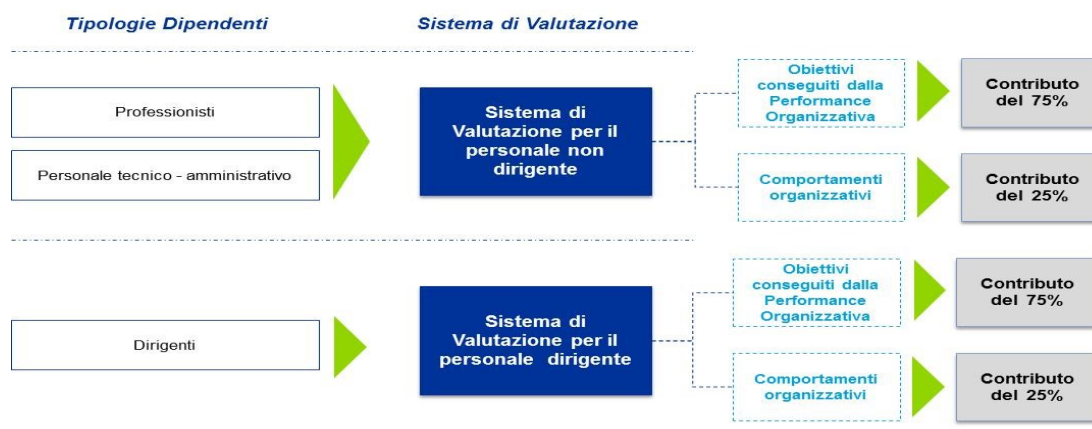 Tipologie Dipendenti
Sistema di Valutazione
Professionisti
Personale tecnico - amministrativo
Sistema di
Valutazione per il
personale non
dirigente
Obiettivi
conseguiti dalla
Performance
Organizzativa
Contributo
del 75%
Comportamenti
organizzativi
Contributo
del 25%
Dirigenti
Sistema di
Valutazione per il
personale dirigente
Obiettivi
conseguiti dalla
Performance
Organizzativa
Contributo
del 75%
Comportamenti
organizzativi
Contributo
del 25%